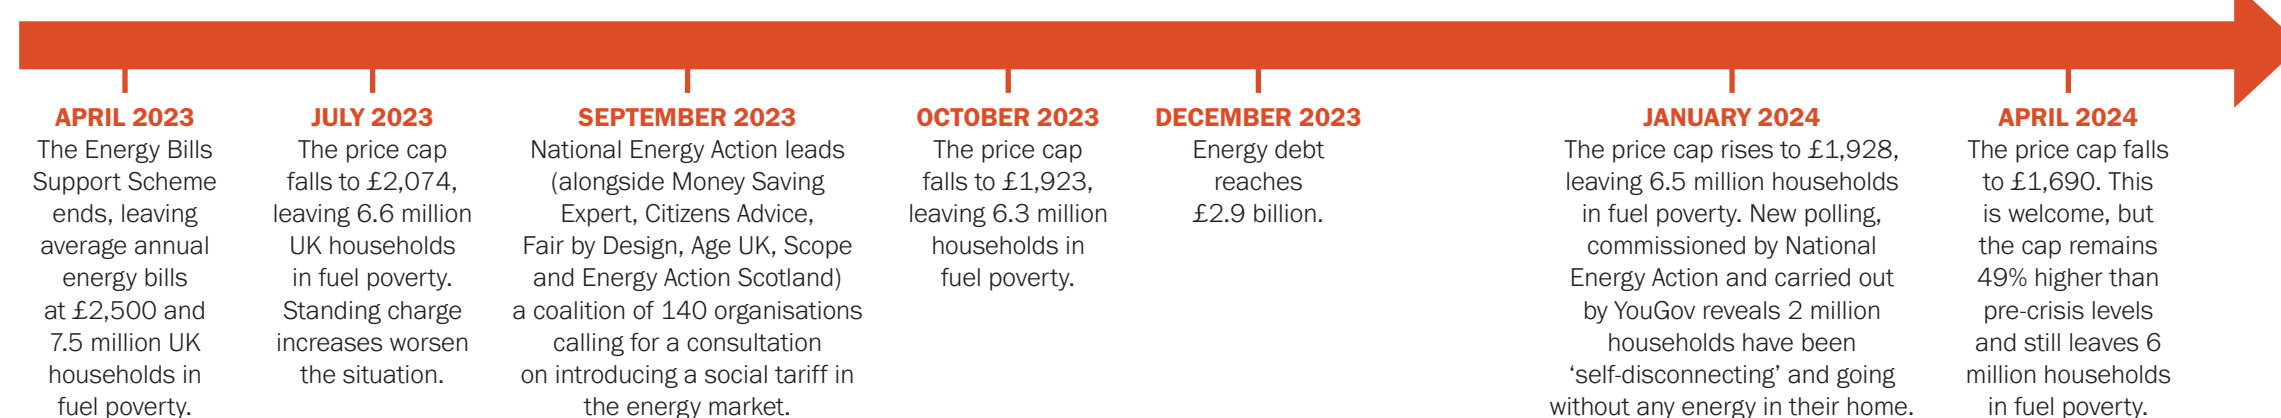 APRIL 2023
The Energy Bills
Support Scheme
ends, leaving
average annual
energy bills
at £2,500 and
7.5 million UK
households in
fuel poverty.
JULY 2023
The price cap
falls to £2,074,
leaving 6.6 million
UK households
in fuel poverty.
Standing charge
increases worsen
the situation.
SEPTEMBER 2023
National Energy Action leads
(alongside Money Saving
Expert, Citizens Advice,
Fair by Design, Age UK, Scope
and Energy Action Scotland)
a coalition of 140 organisations
calling for a consultation
on introducing a social tariff in
the energy market.
OCTOBER 2023
The price cap
falls to £1,923,
leaving 6.3 million
households in
fuel poverty.
DECEMBER 2023
Energy debt
reaches
£2.9 billion.
JANUARY 2024
The price cap rises to £1,928,
leaving 6.5 million households
in fuel poverty. New polling,
commissioned by National
Energy Action and carried out
by YouGov reveals 2 million
households have been
‘self-disconnecting’ and going
without any energy in their home.
APRIL 2024
The price cap falls
to £1,690. This
is welcome, but
the cap remains
49% higher than
pre-crisis levels
and still leaves 6
million households
in fuel poverty.